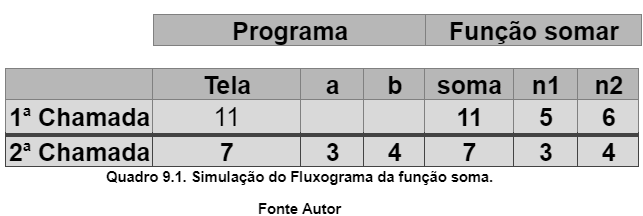 Programa Função somar
Tela a b soma n1 n2
1ª Chamada 11 11 5 6
2ª Chamada 7 3 4 7 3 4
Quadro 9.1. Simulação do Fluxograma da função soma.
Fonte Autor